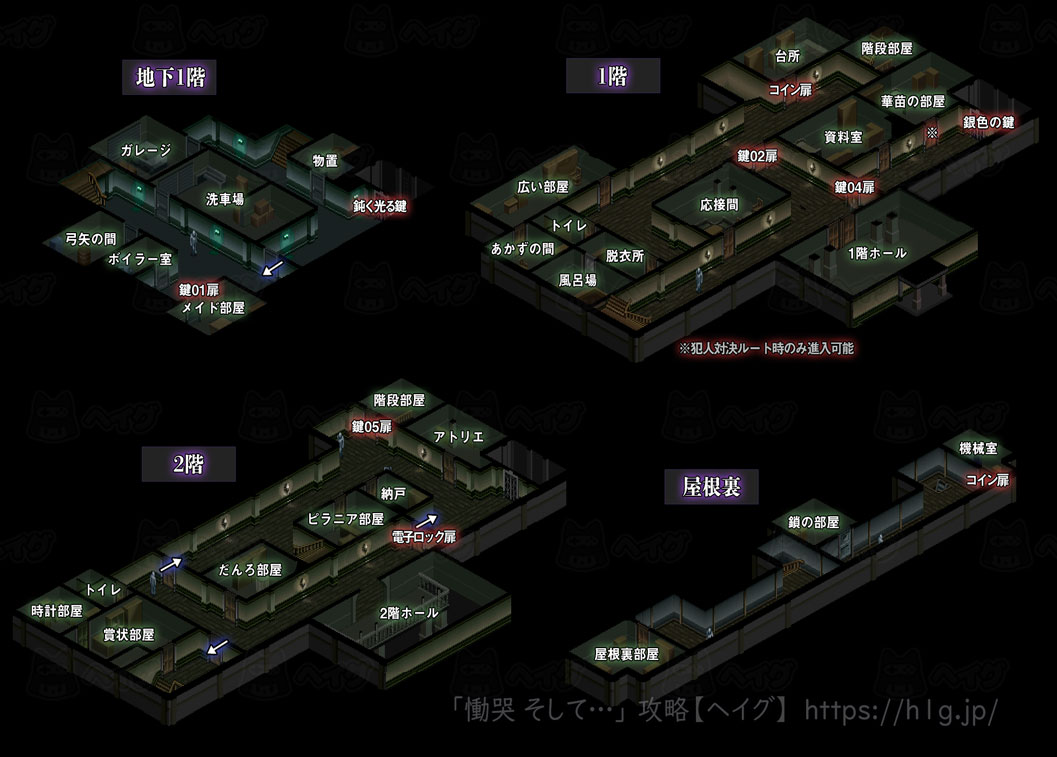 地下1階
ガレージ
物置
洗車場
鈍く光る鍵
弓矢の間
ボイラー室
鍵01扉
メイド部屋
1階
台所
階段部屋
コイン扉
華苗の部屋
銀色の鍵
資料室
※
鍵02扉
鍵04扉
広い部屋
応接間
トイレ
あかずの間
脱衣所
1階ホール
風呂場
※犯人対決ルート時のみ進入可能
2階
階段部屋
鍵05扉
アトリエ
納戸
ピラニア部屋
電子ロック扉
だんろ部屋
トイレ
時計部屋
2階ホール
賞状部屋
屋根裏
機械室
コイン扉
鎖の部屋
屋根裏部屋
「慟哭 そして…」攻略【ヘイグ】 https://h1g.jp/